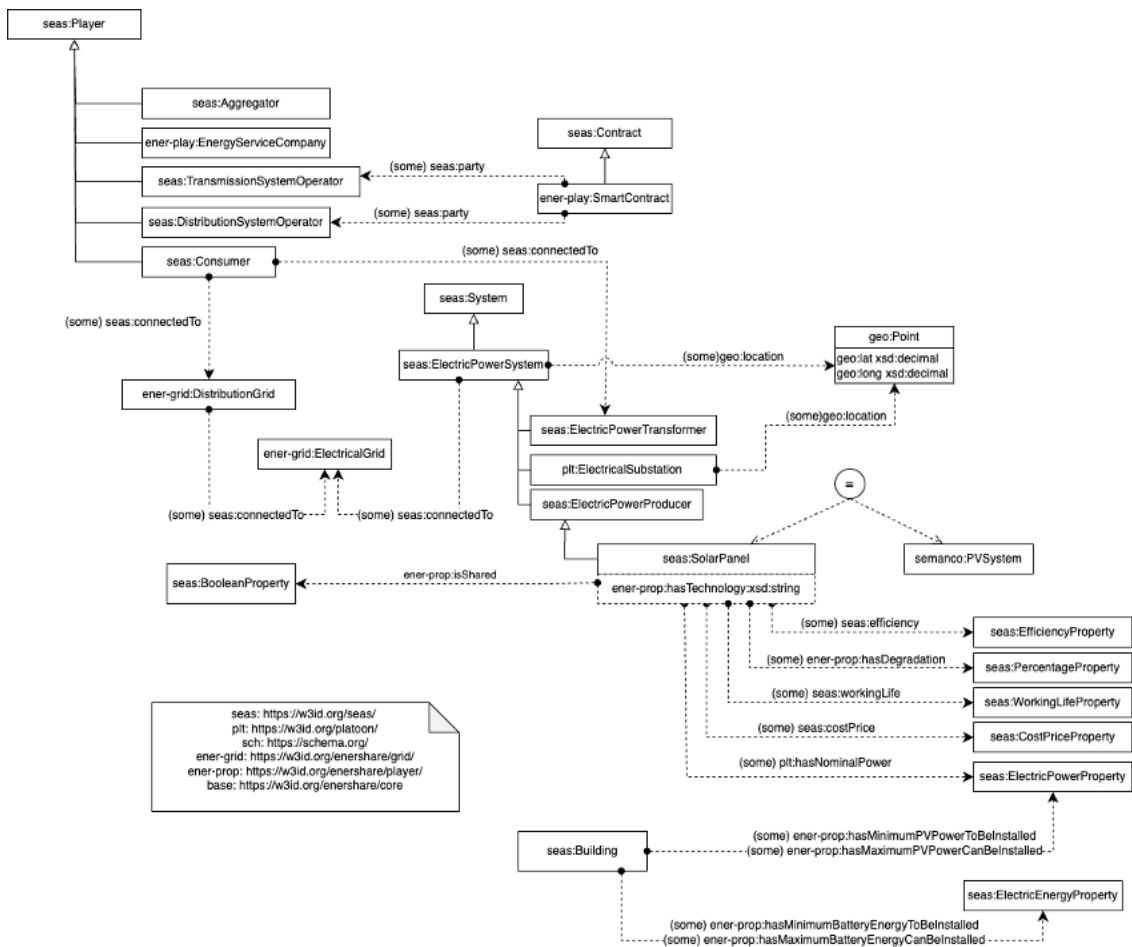 seas:Player
seas:Aggregator
ener-play:EnergyServiceCompany
seas:Contract
seas:TransmissionSystemOperator
(some) seas:party
ener-play:SmartContract
seas:DistributionSystemOperator
(some) seas:party
seas:Consumer
(some) seas:connectedTo
seas:System
(some) seas:connectedTo
geo:Point
geo:lat xsd:decimal
geo:long xsd:decimal
seas:ElectricPowerSystem
(some)geo:location
ener-grid:DistributionGrid
(some)geo:location
seas:ElectricPowerTransformer
ener-grid:ElectricalGrid
plt:ElectricalSubstation
=
seas:ElectricPowerProducer
(some) seas:connectedTo
(some) seas:connectedTo
seas:SolarPanel
semanco:PVSystem
seas:BooleanProperty
ener-prop:isShared
ener-prop:hasTechnology:xsd:string
(some) seas:efficiency
seas:EfficiencyProperty
(some) ener-prop:hasDegradation
seas:PercentageProperty
(some) seas:workingLife
seas:WorkingLifeProperty
(some) seas:costPrice
seas:CostPriceProperty
(some) plt:hasNominalPower
seas:ElectricPowerProperty
seas: https://w3id.org/seas/
plt: https://w3id.org/platoon/
sch: https://schema.org/
ener-grid: https://w3id.org/enershare/grid/
ener-prop: https://w3id.org/enershare/player/
base: https://w3id.org/enershare/core
seas:Building
(some) ener-prop:hasMinimumPVPowerToBeInstalled
(some) ener-prop:hasMaximumPVPowerCanBeInstalled
seas:ElectricEnergyProperty
(some) ener-prop:hasMinimumBatteryEnergyToBeInstalled
(some) ener-prop:hasMaximumBatteryEnergyCanBeInstalled